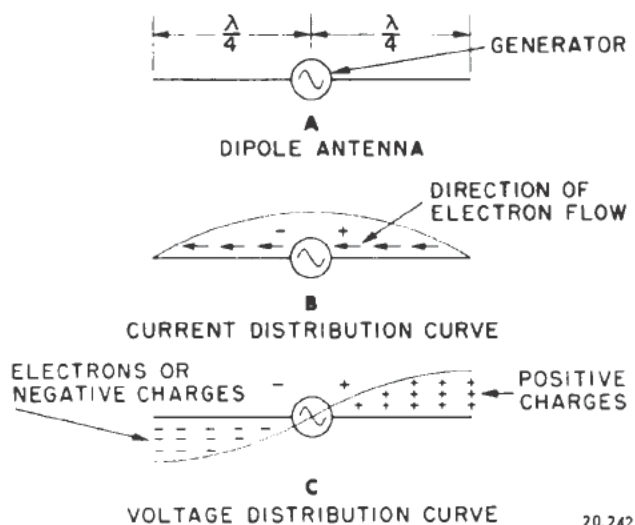 λ/4 λ/4
GENERATOR
A
DIPOLE ANTENNA
DIRECTION OF
ELECTRON FLOW
- +
B
CURRENT DISTRIBUTION CURVE
ELECTRONS OR
NEGATIVE CHARGES
- +
POSITIVE
CHARGES
C
VOLTAGE DISTRIBUTION CURVE
20.242